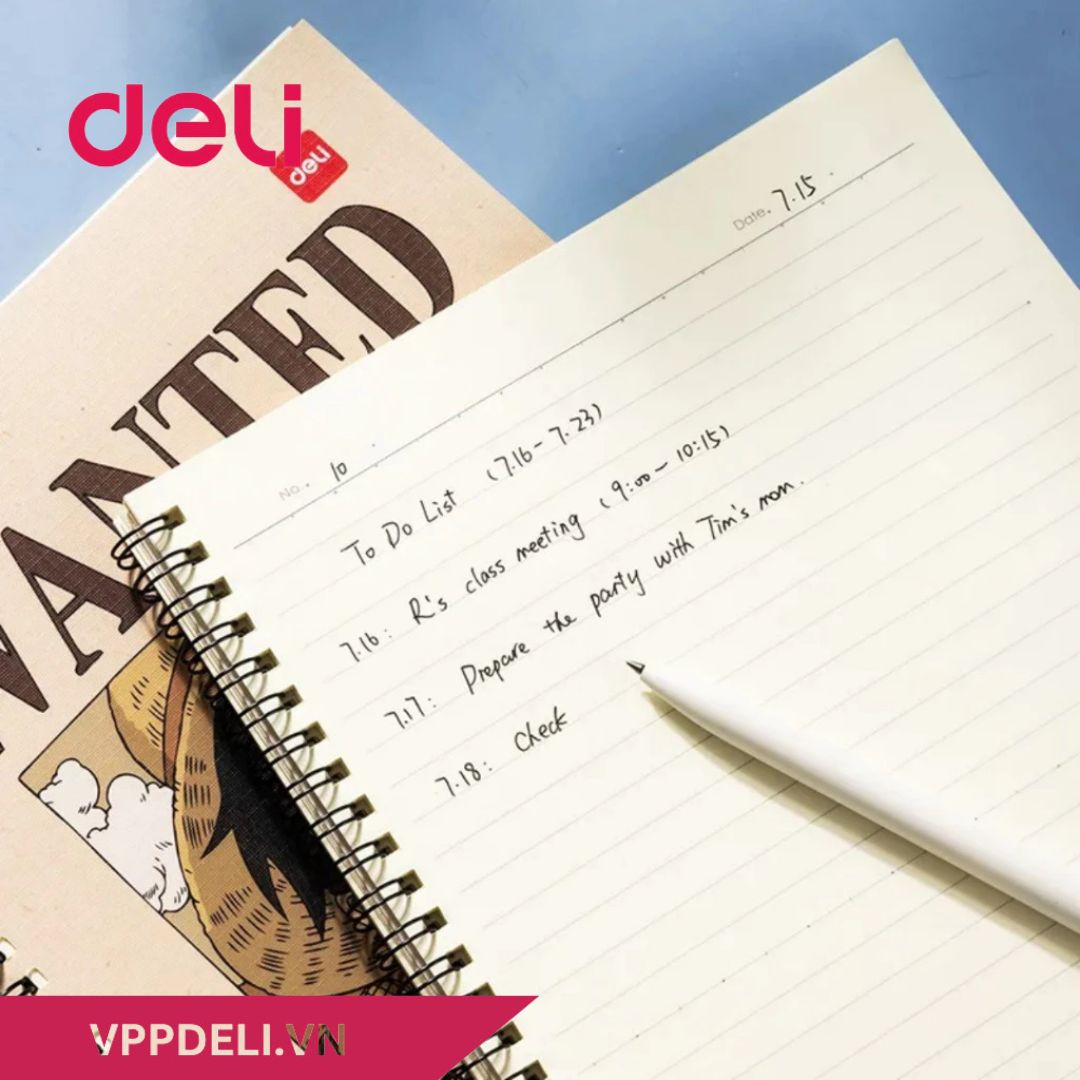 deli
deli
WANTED
Date. 7.15.
No. 10
To Do List (7.16 - 7.23)
7.16: R's class meeting (9:00 - 10:15)
7.17: Prepare the party with Tim's mom.
7.18: Check
VPPDELI.VN